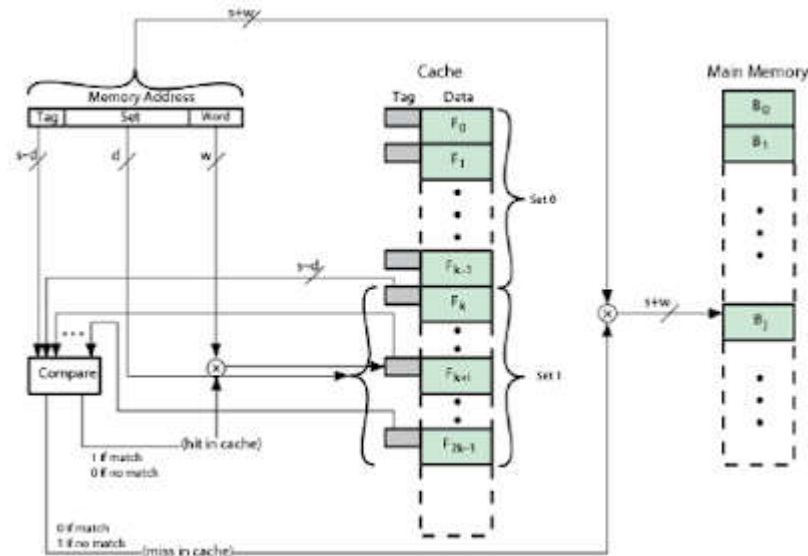 s+w
Cache
Main Memory
Memory Address
Tag Data
Tag Set Word
F0
B0
F1
B1
s–d
d
w
Set 0
s–d
Fk–1
Fk
s+w
Bj
Compare
Fk+i
Set 1
(hit in cache)
1 if match
0 if no match
F2k–1
0 if match
1 if no match
(miss in cache)